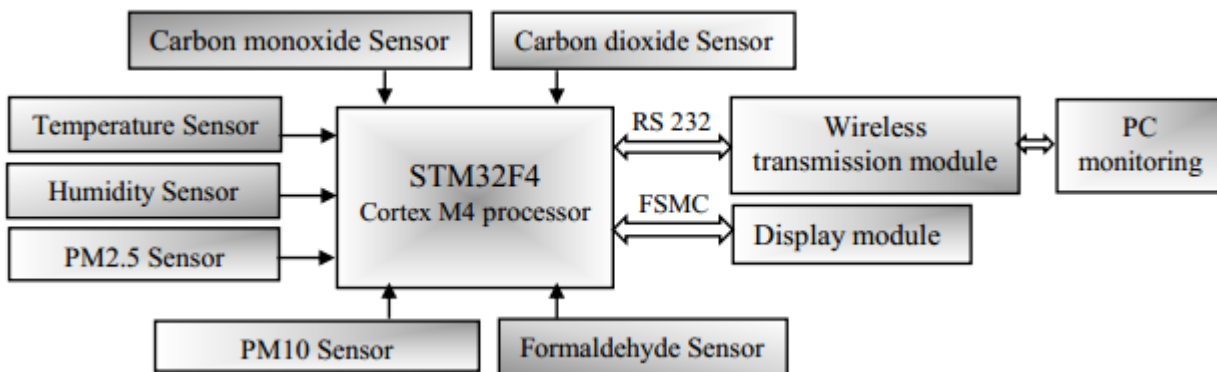 Carbon monoxide Sensor
Carbon dioxide Sensor
Temperature Sensor
Humidity Sensor
PM2.5 Sensor
STM32F4
Cortex M4 processor
RS 232
FSMC
Wireless
transmission module
PC
monitoring
Display module
PM10 Sensor
Formaldehyde Sensor